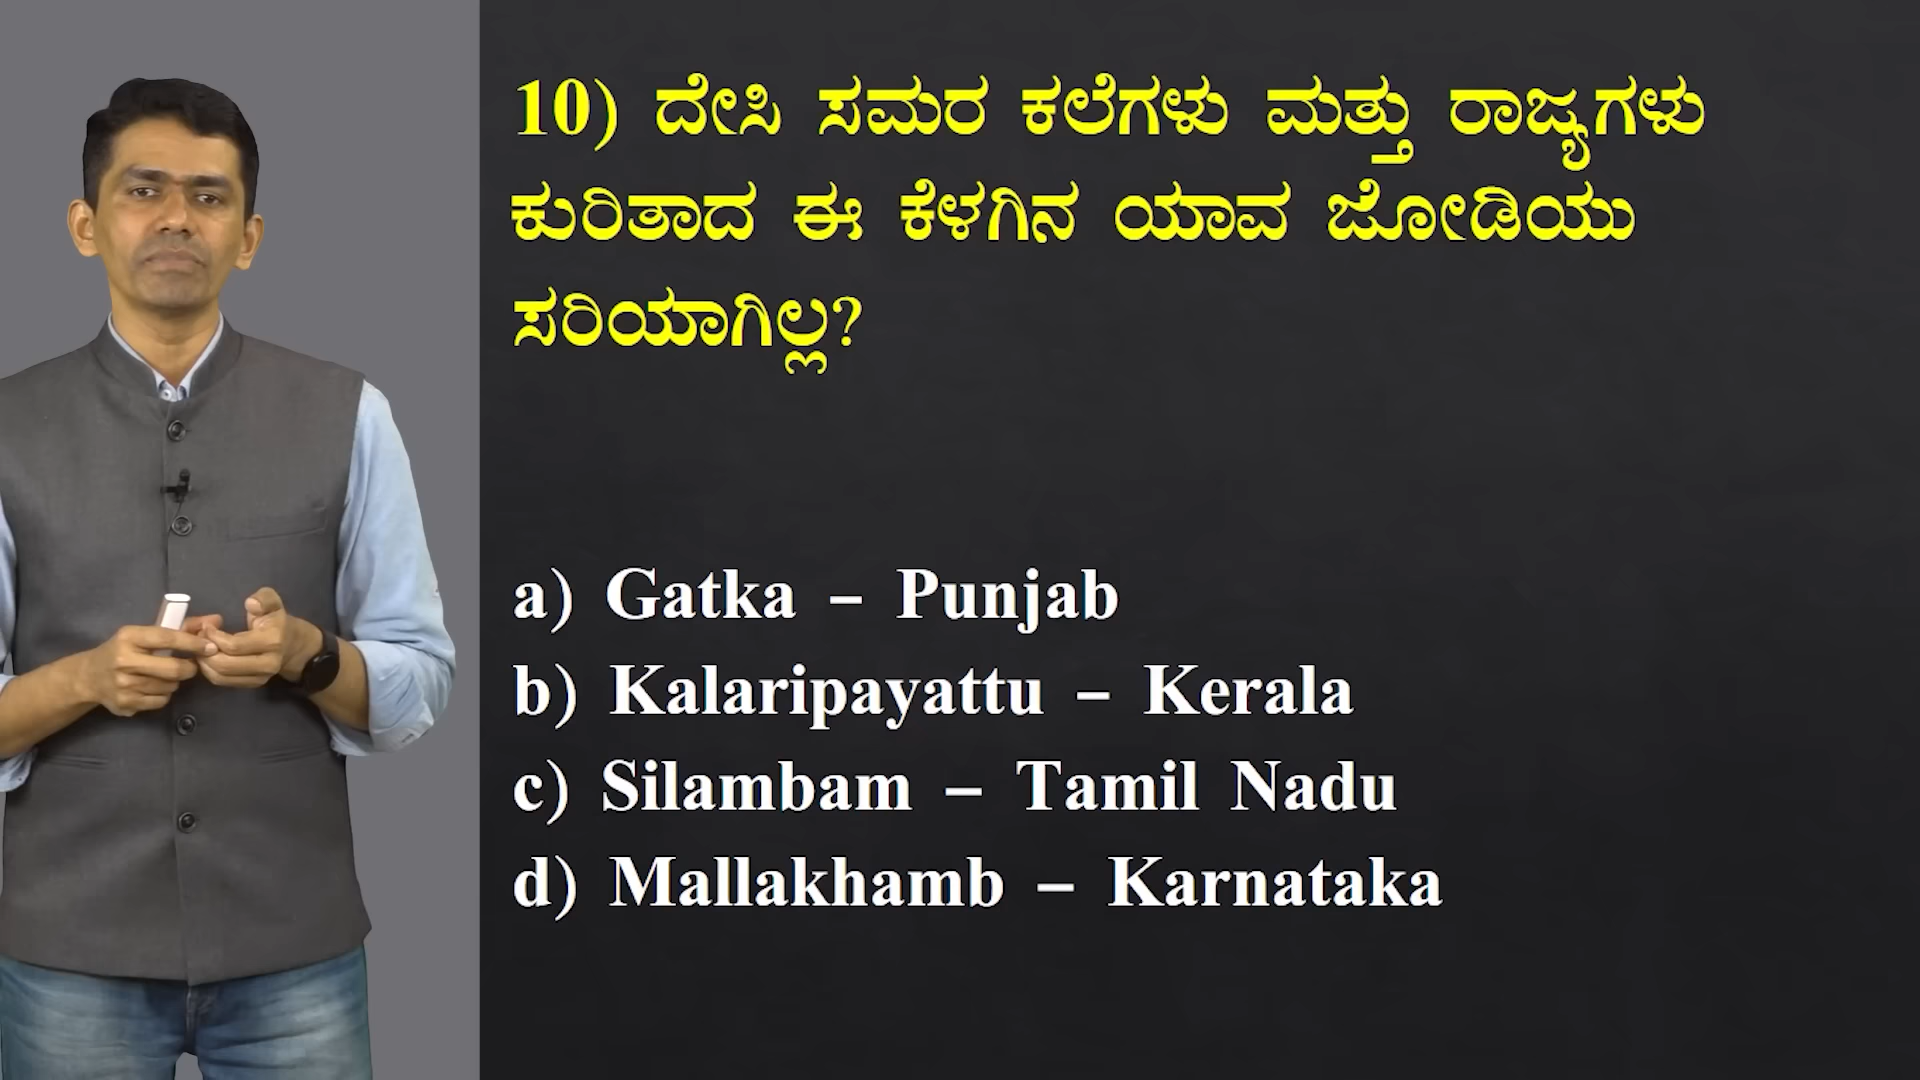 10) ದೇಸಿ ಸಮರ ಕಲೆಗಳು ಮತ್ತು ರಾಜ್ಯಗಳು
ಕುರಿತಾದ ಈ ಕೆಳಗಿನ ಯಾವ ಜೋಡಿಯು
ಸರಿಯಾಗಿಲ್ಲ?
a) Gatka – Punjab
b) Kalaripayattu – Kerala
c) Silambam – Tamil Nadu
d) Mallakhamb – Karnataka